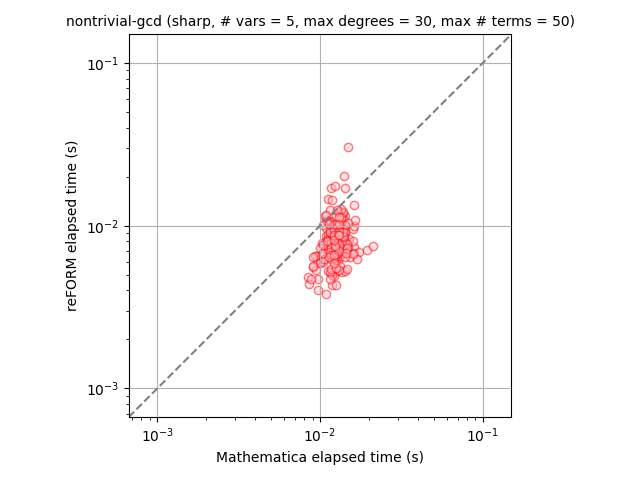 nontrivial-gcd (sharp, # vars = 5, max degrees = 30, max # terms = 50)
10⁻¹
10⁻²
10⁻³
reFORM elapsed time (s)
10⁻³
10⁻²
10⁻¹
Mathematica elapsed time (s)